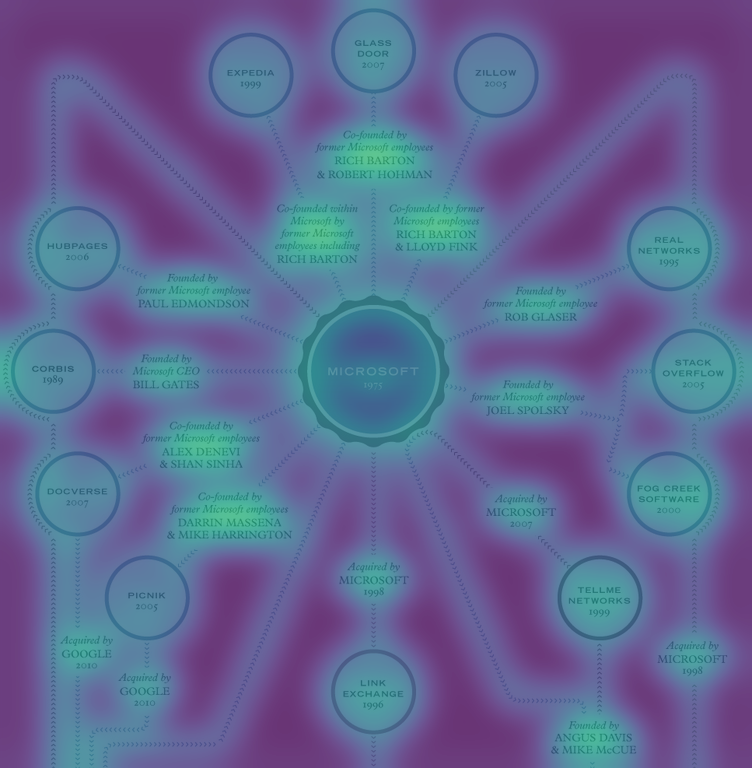 EXPEDIA
1999
GLASS
DOOR
2007
ZILLOW
2005
Co-founded by
former Microsoft employees
RICH BARTON
& ROBERT HOHMAN
Co-founded within
Microsoft by
former Microsoft
employees including
RICH BARTON
Co-founded by former
Microsoft employees
RICH BARTON
& LLOYD FINK
HUBPAGES
2006
Founded by
former Microsoft employee
PAUL EDMONDSON
REAL
NETWORKS
1995
Founded by
former Microsoft employee
ROB GLASER
CORBIS
1989
Founded by
Microsoft CEO
BILL GATES
MICROSOFT
1975
Founded by
former Microsoft employee
JOEL SPOLSKY
STACK
OVERFLOW
2005
Co-founded by
former Microsoft employees
ALEX DENEVI
& SHAN SINHA
DOCVERSE
2007
Co-founded by
former Microsoft employees
DARRIN MASSENA
& MIKE HARRINGTON
Acquired by
MICROSOFT
2007
FOG CREEK
SOFTWARE
2000
PICNIK
2005
Acquired by
MICROSOFT
1998
TELLME
NETWORKS
1999
Acquired by
GOOGLE
2010
Acquired by
GOOGLE
2010
LINK
EXCHANGE
1996
Acquired by
MICROSOFT
1998
Founded by
ANGUS DAVIS
& MIKE McCUE